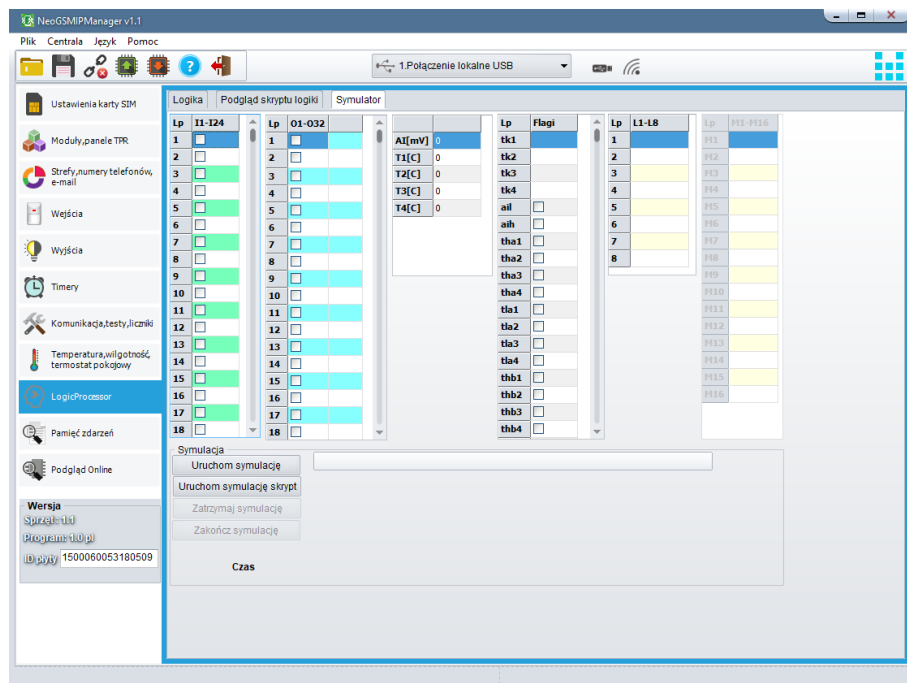 NeoGSMIPManager v1.1
Plik Centrala Język Pomoc
1.Połączenie lokalne USB
Ustawienia karty SIM
Moduły,panele TPR
Strefy,numery telefonów,
e-mail
Wejścia
Wyjścia
Timery
Komunikacja,testy,liczniki
Temperatura,wilgotność,
termostat pokojowy
LogicProcessor
Pamięć zdarzeń
Podgląd Online
Wersja
Sprzęt: 1.1
Program: 1.0 pl
ID płyty 1500060053180509
Logika Podgląd skryptu logiki Symulator
Lp I1-I24
1
2
3
4
5
6
7
8
9
10
11
12
13
14
15
16
17
18
Lp O1-O32
1
2
3
4
5
6
7
8
9
10
11
12
13
14
15
16
17
18
AI[mV] 0
T1[C] 0
T2[C] 0
T3[C] 0
T4[C] 0
Lp Flagi
tk1
tk2
tk3
tk4
ail
aih
tha1
tha2
tha3
tha4
tla1
tla2
tla3
tla4
thb1
thb2
thb3
thb4
Lp L1-L8
1
2
3
4
5
6
7
8
Lp M1-M16
M1
M2
M3
M4
M5
M6
M7
M8
M9
M10
M11
M12
M13
M14
M15
M16
Symulacja
Uruchom symulację
Uruchom symulację skrypt
Zatrzymaj symulację
Zakończ symulację
Czas